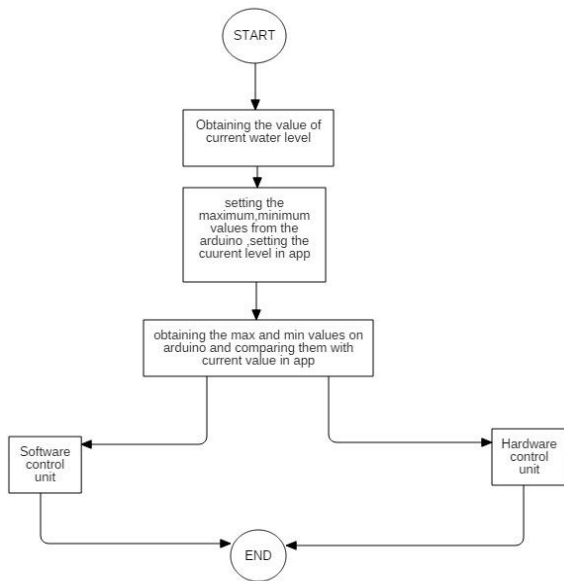 START
Obtaining the value of
current water level
setting the
maximum,minimum
values from the
arduino ,setting the
cuurent level in app
obtaining the max and min values on
arduino and comparing them with
current value in app
Software
control
unit
Hardware
control
unit
END